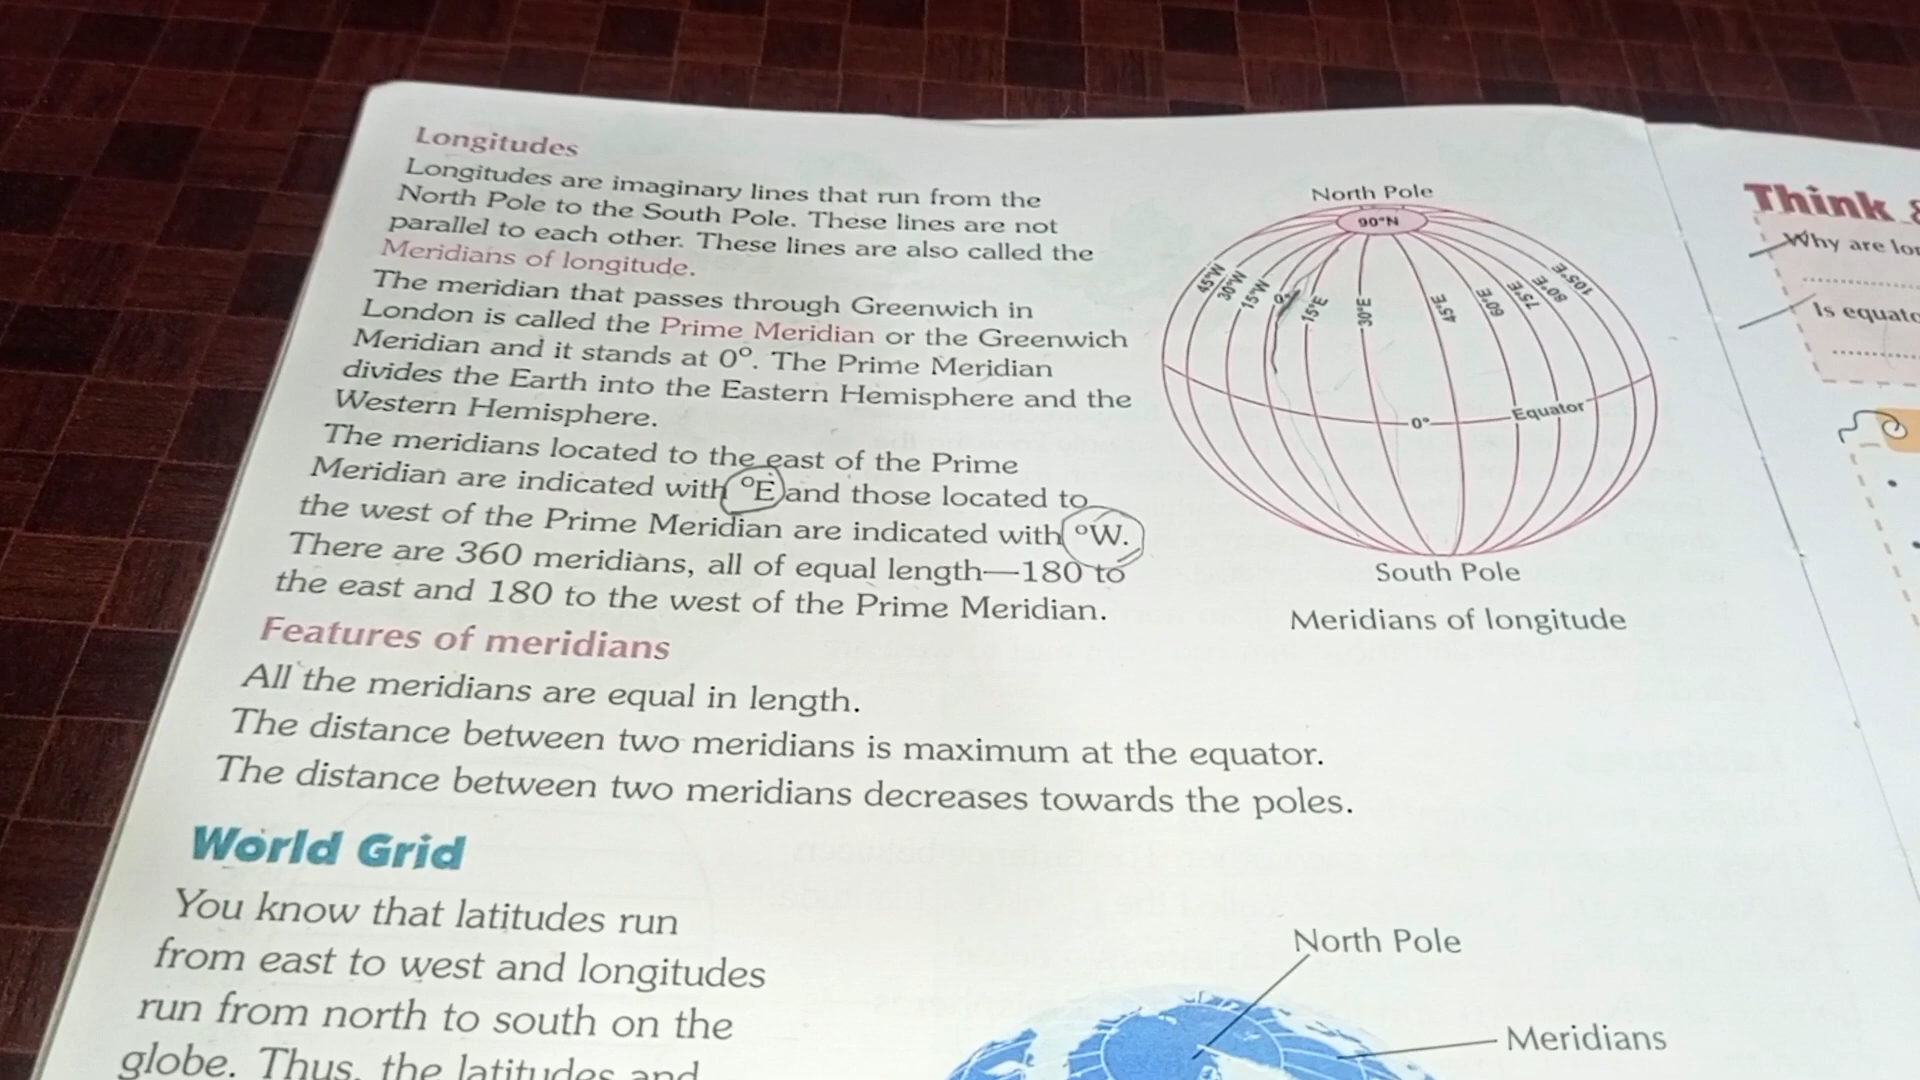 Longitudes
Longitudes are imaginary lines that run from the
North Pole to the South Pole. These lines are not
parallel to each other. These lines are also called the
Meridians of longitude.
The meridian that passes through Greenwich in
London is called the Prime Meridian or the Greenwich
Meridian and it stands at 0°. The Prime Meridian
divides the Earth into the Eastern Hemisphere and the
Western Hemisphere.
The meridians located to the east of the Prime
Meridian are indicated with °E and those located to
the west of the Prime Meridian are indicated with °W.
There are 360 meridians, all of equal length—180 to
the east and 180 to the west of the Prime Meridian.
North Pole
90°N
45°W
30°W
15°W
0°
15°E
30°E
45°E
60°E
75°E
80°E
105°E
0°
Equator
South Pole
Meridians of longitude
Features of meridians
All the meridians are equal in length.
The distance between two meridians is maximum at the equator.
The distance between two meridians decreases towards the poles.
World Grid
You know that latitudes run
from east to west and longitudes
run from north to south on the
globe. Thus, the latitudes and
North Pole
Meridians
Think
Why are
Is